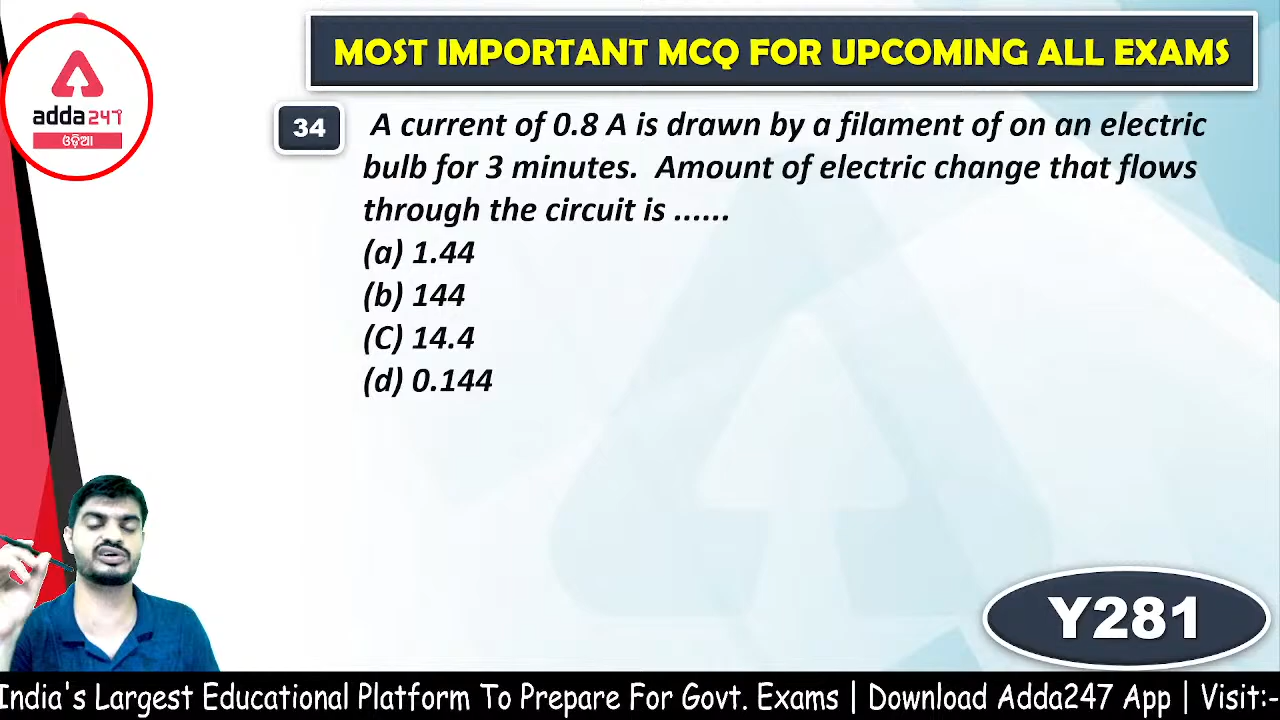 adda247
ଓଡ଼ିଆ
MOST IMPORTANT MCQ FOR UPCOMING ALL EXAMS
34
A current of 0.8 A is drawn by a filament of on an electric
bulb for 3 minutes. Amount of electric change that flows
through the circuit is ......
(a) 1.44
(b) 144
(C) 14.4
(d) 0.144
Y281
India's Largest Educational Platform To Prepare For Govt. Exams | Download Adda247 App | Visit:-